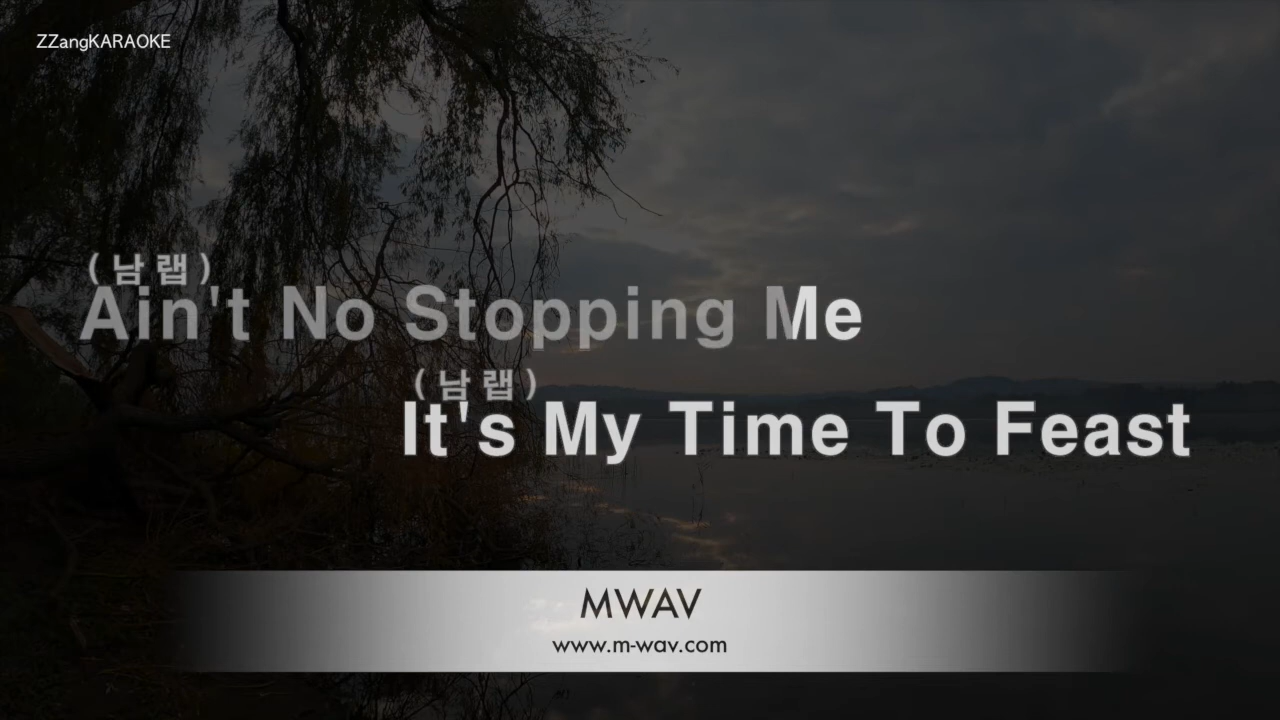 ZZangKARAOKE
(남랩)
Ain't No Stopping Me
(남랩)
It's My Time To Feast
MWAV
www.m-wav.com